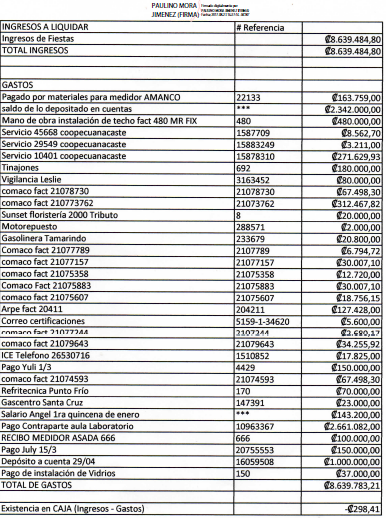 PAULINO MORA
JIMENEZ (FIRMA)
Firmado digitalmente por
PAULINO MORA JIMENEZ (FIRMA)
INGRESOS A LIQUIDAR # Referencia
Ingresos de Fiestas ₡8.639.484,80
TOTAL INGRESOS ₡8.639.484,80
GASTOS
Pagado por materiales para medidor AMANCO 22133 ₡163.759,00
saldo de lo depositado en cuentas *** ₡2.342.000,00
Mano de obra instalación de techo fact 480 MR FIX 480 ₡480.000,00
Servicio 45668 coopecuanacaste 1587709 ₡8.562,70
Servicio 29549 coopecuanacaste 15883249 ₡3.211,00
Servicio 10401 coopecuanacaste 15878310 ₡271.629,93
Tinajones 692 ₡180.000,00
Vigilancia Leslie 3163452 ₡80.000,00
comaco fact 21078730 21078730 ₡67.498,30
comaco fact 210773762 21073762 ₡312.467,82
Sunset floristería 2000 Tributo 8 ₡20.000,00
Motorepuesto 288571 ₡2.000,00
Gasolinera Tamarindo 233679 ₡20.800,00
Comaco fact 21077789 2107789 ₡6.794,72
Comaco fact 21077157 21077157 ₡30.007,10
Comaco fact 21075358 21075358 ₡12.720,00
Comaco Fact 21075883 21075883 ₡30.007,10
comaco fact 21075607 21075607 ₡18.756,15
Arpe fact 20411 204211 ₡127.428,00
Correo certificaciones 5159-1-34620 ₡5.600,00
comaco fact 21077244
comaco fact 21079643 21079643 ₡34.255,92
ICE Telefono 26530716 1510852 ₡17.825,00
Pago Yuli 1/3 4429 ₡150.000,00
comaco fact 21074593 21074593 ₡67.498,30
Refritecnica Punto Frío 170 ₡70.000,00
Gascentro Santa Cruz 147391 ₡23.000,00
Salario Angel 1ra quincena de enero *** ₡143.200,00
Pago Contraparte aula Laboratorio 10963367 ₡2.661.082,00
RECIBO MEDIDOR ASADA 666 666 ₡100.000,00
Pago July 15/3 20755553 ₡150.000,00
Depósito a cuenta 29/04 16059508 ₡1.000.000,00
Pago de instalación de Vidrios 150 ₡37.000,00
TOTAL DE GASTOS ₡8.639.783,21
Existencia en CAJA (Ingresos - Gastos) -₡298,41